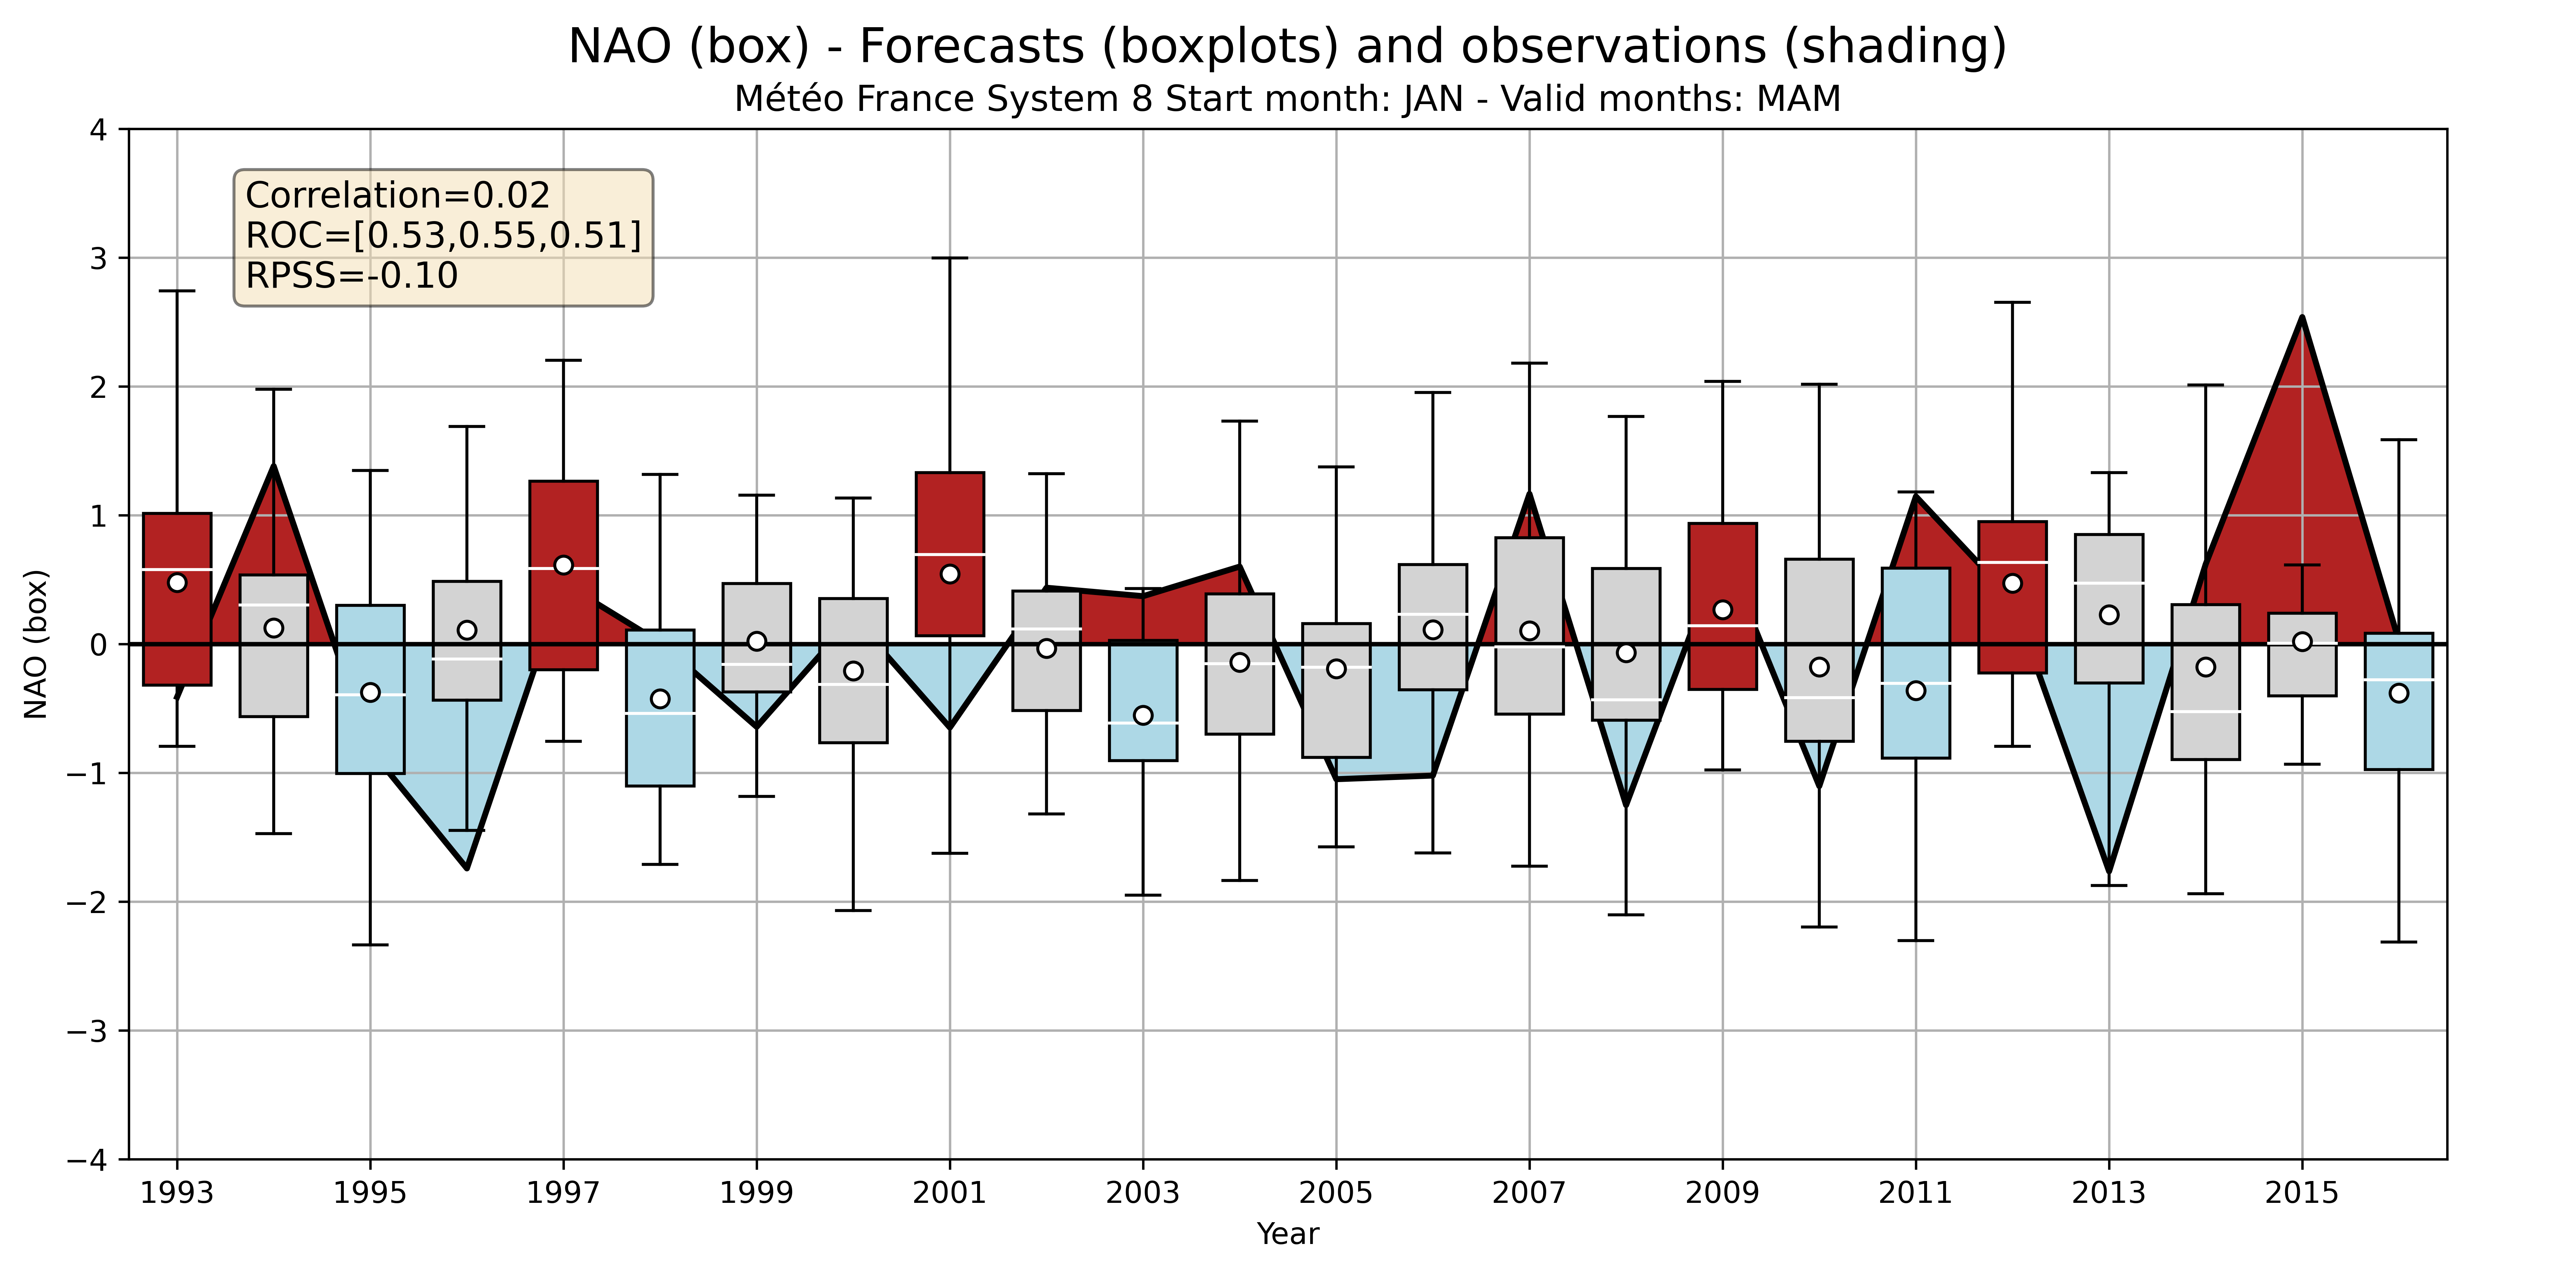 NAO (box) - Forecasts (boxplots) and observations (shading)
Météo France System 8 Start month: JAN - Valid months: MAM
Correlation=0.02
ROC=[0.53,0.55,0.51]
RPSS=-0.10
NAO (box)
4
3
2
1
0
−1
−2
−3
−4
1993 1995 1997 1999 2001 2003 2005 2007 2009 2011 2013 2015
Year